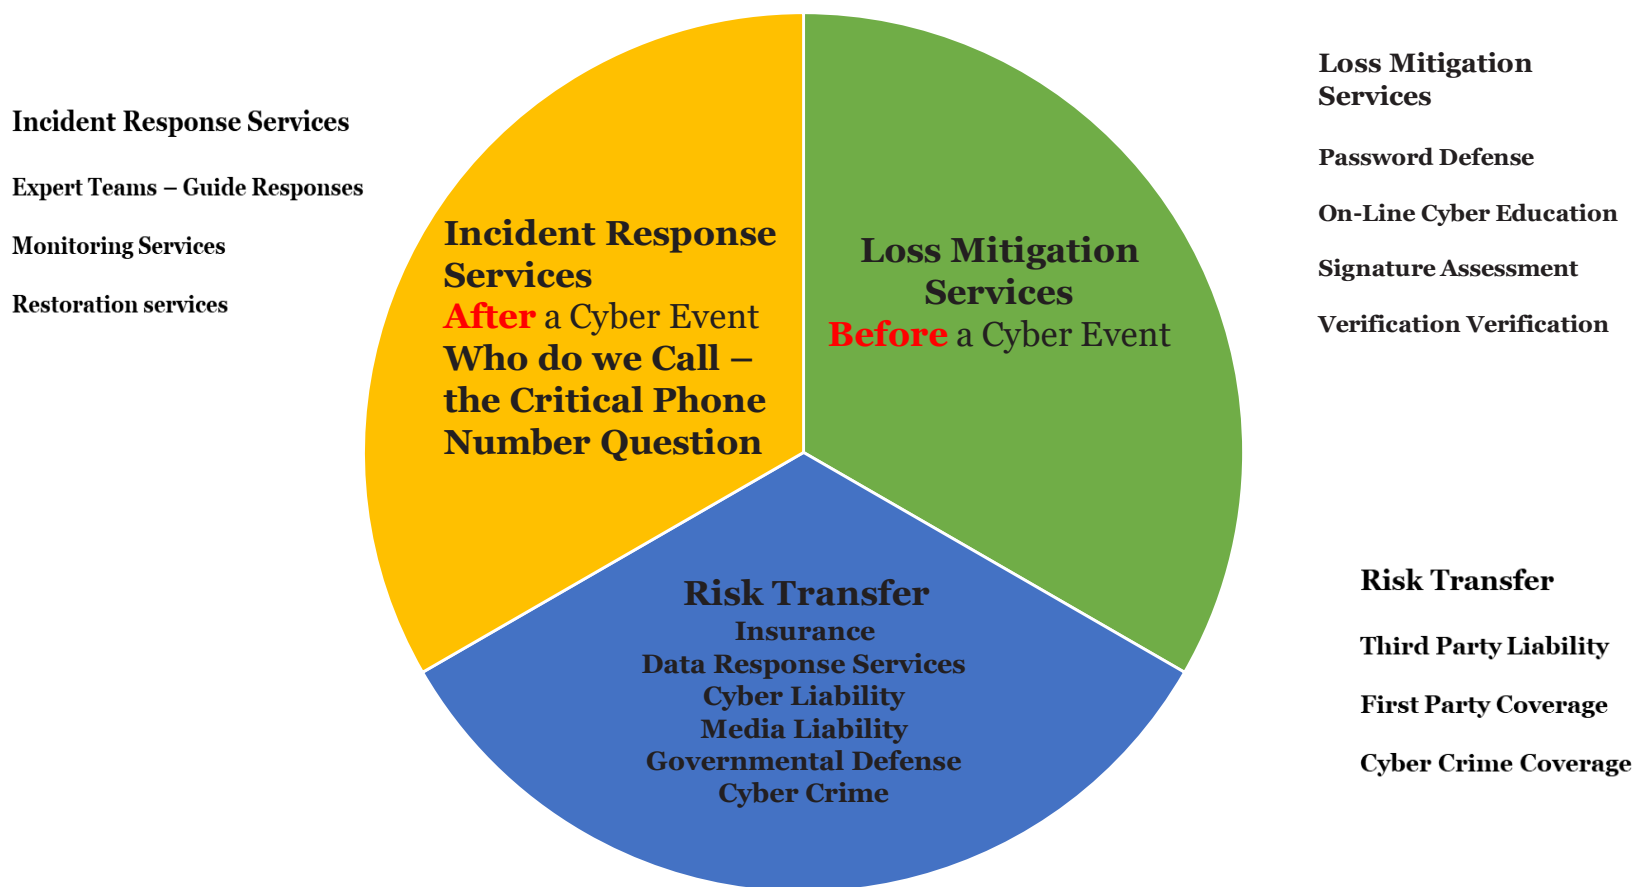 Incident Response Services
Expert Teams – Guide Responses
Monitoring Services
Restoration services
Incident Response
Services
After a Cyber Event
Who do we Call –
the Critical Phone
Number Question
Loss Mitigation
Services
Before a Cyber Event
Loss Mitigation
Services
Password Defense
On-Line Cyber Education
Signature Assessment
Verification Verification
Risk Transfer
Insurance
Data Response Services
Cyber Liability
Media Liability
Governmental Defense
Cyber Crime
Risk Transfer
Third Party Liability
First Party Coverage
Cyber Crime Coverage